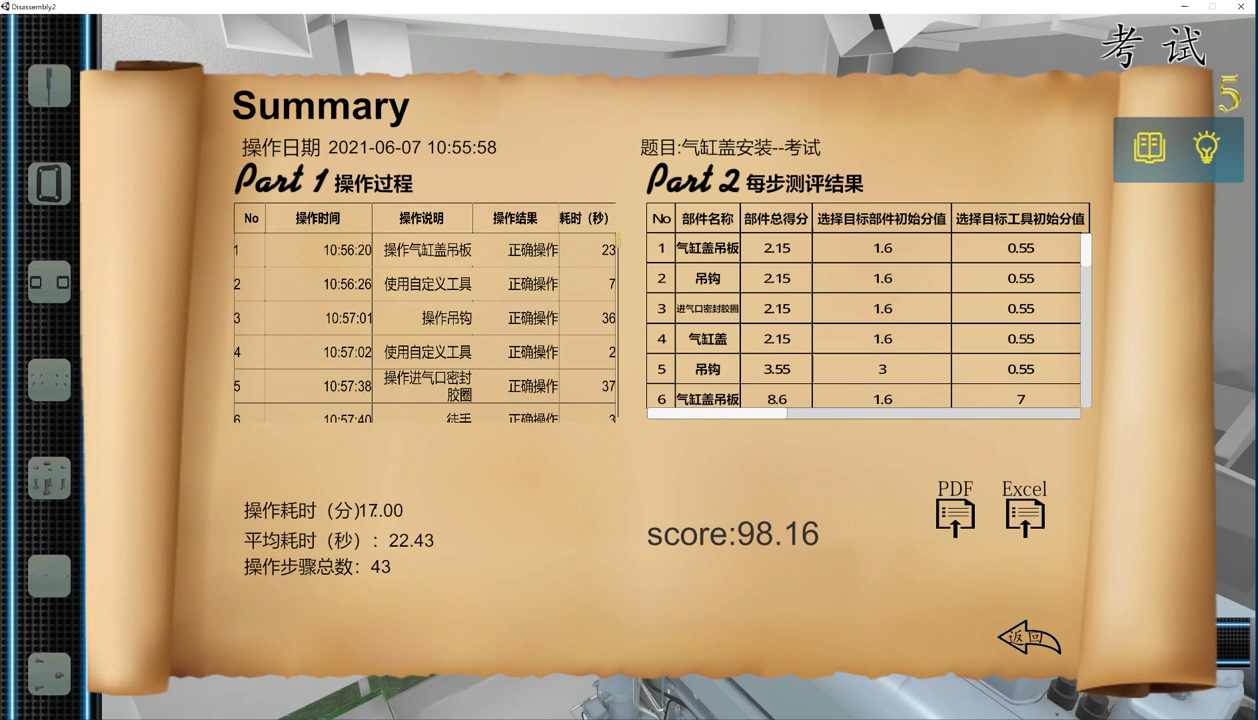 Disassembly2
考 试
5
Summary
操作日期 2021-06-07 10:55:58
题目:气缸盖安装--考试
Part 1 操作过程
No 操作时间 操作说明 操作结果 耗时（秒）
1 10:56:20 操作气缸盖吊板 正确操作 23
2 10:56:26 使用自定义工具 正确操作 7
3 10:57:01 操作吊钩 正确操作 36
4 10:57:02 使用自定义工具 正确操作 2
5 10:57:38 操作进气口密封胶圈 正确操作 37
6 10:57:40 徒手 正确操作 3
Part 2 每步测评结果
No 部件名称 部件总得分 选择目标部件初始分值 选择目标工具初始分值
1 气缸盖吊板 2.15 1.6 0.55
2 吊钩 2.15 1.6 0.55
3 进气口密封胶圈 2.15 1.6 0.55
4 气缸盖 2.15 1.6 0.55
5 吊钩 3.55 3 0.55
6 气缸盖吊板 8.6 1.6 7
操作耗时（分)17.00
平均耗时（秒）：22.43
操作步骤总数：43
score:98.16
PDF Excel
返回